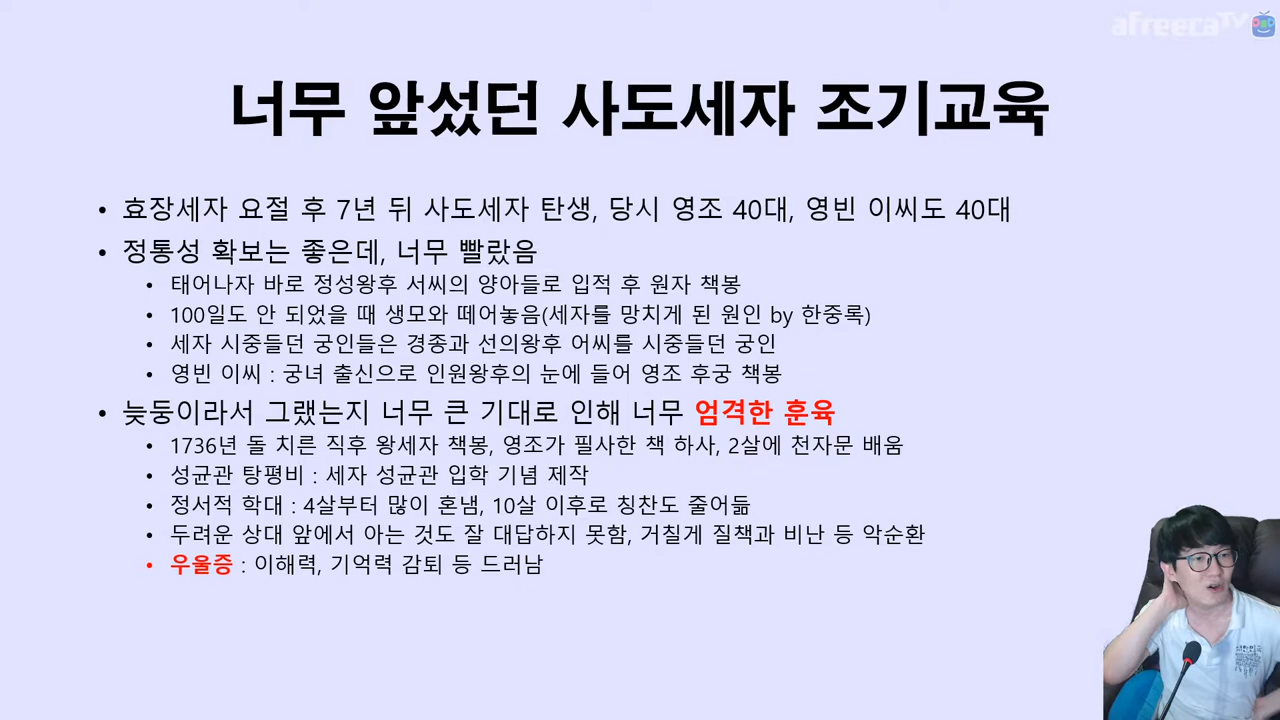 afreecaTV
너무 앞섰던 사도세자 조기교육
• 효장세자 요절 후 7년 뒤 사도세자 탄생, 당시 영조 40대, 영빈 이씨도 40대
• 정통성 확보는 좋은데, 너무 빨랐음
• 태어나자 바로 정성왕후 서씨의 양아들로 입적 후 원자 책봉
• 100일도 안 되었을 때 생모와 떼어놓음(세자를 망치게 된 원인 by 한중록)
• 세자 시중들던 궁인들은 경종과 선의왕후 어씨를 시중들던 궁인
• 영빈 이씨 : 궁녀 출신으로 인원왕후의 눈에 들어 영조 후궁 책봉
• 늦둥이라서 그랬는지 너무 큰 기대로 인해 너무 엄격한 훈육
• 1736년 돌 치른 직후 왕세자 책봉, 영조가 필사한 책 하사, 2살에 천자문 배움
• 성균관 탕평비 : 세자 성균관 입학 기념 제작
• 정서적 학대 : 4살부터 많이 혼냄, 10살 이후로 칭찬도 줄어듦
• 두려운 상대 앞에서 아는 것도 잘 대답하지 못함, 거칠게 질책과 비난 등 악순환
• 우울증 : 이해력, 기억력 감퇴 등 드러남